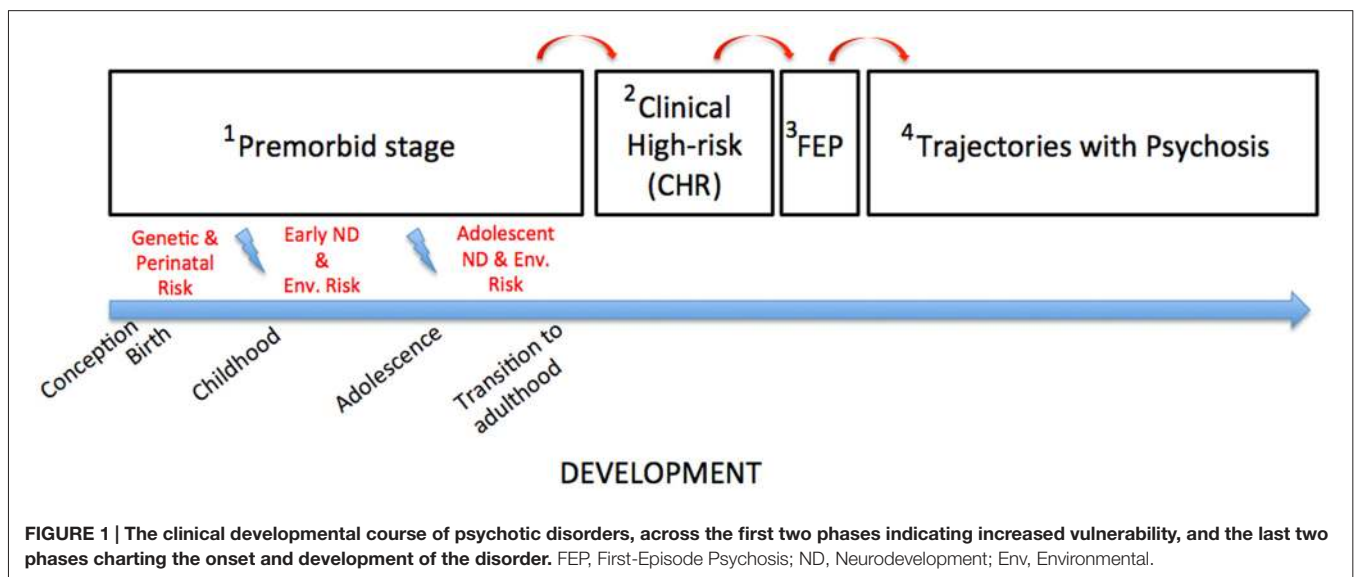 ¹Premorbid stage
²Clinical
High-risk
(CHR)
³FEP
⁴Trajectories with Psychosis
Genetic &
Perinatal
Risk
Early ND
&
Env. Risk
Adolescent
ND & Env.
Risk
Conception
Birth
Childhood
Adolescence
Transition to
adulthood
DEVELOPMENT
FIGURE 1 | The clinical developmental course of psychotic disorders, across the first two phases indicating increased vulnerability, and the last two
phases charting the onset and development of the disorder. FEP, First-Episode Psychosis; ND, Neurodevelopment; Env, Environmental.